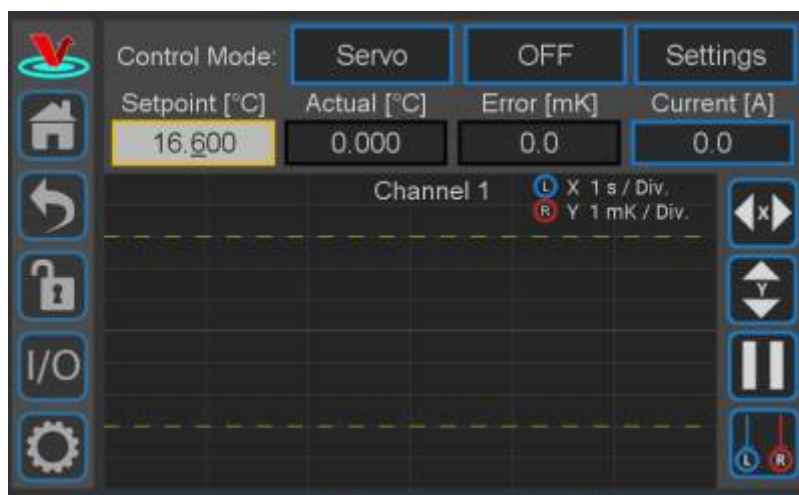 Control Mode: Servo OFF Settings
Setpoint [°C] Actual [°C] Error [mK] Current [A]
16.600 0.000 0.0 0.0
Channel 1 L X 1 s / Div.
R Y 1 mK / Div.
X
Y
I/O
L R